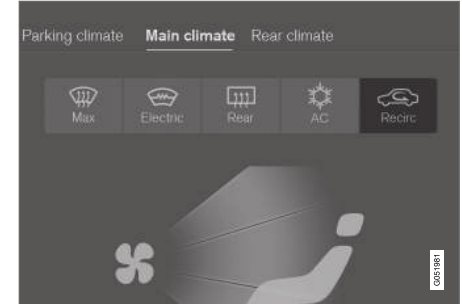 Parking climate Main climate Rear climate
Max Electric Rear AC Recirc
G051981